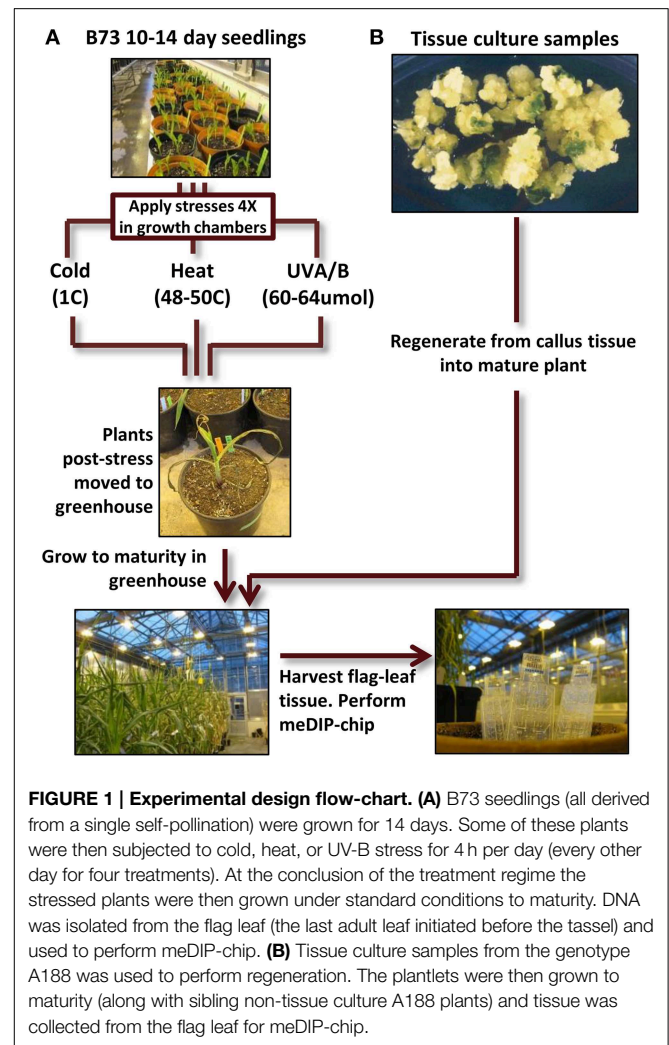 A B73 10-14 day seedlings
B Tissue culture samples
Apply stresses 4X
in growth chambers
Cold
(1C)
Heat
(48-50C)
UVA/B
(60-64umol)
Regenerate from callus tissue
into mature plant
Plants
post-stress
moved to
greenhouse
Grow to maturity in
greenhouse
Harvest flag-leaf
tissue. Perform
meDIP-chip
FIGURE 1 | Experimental design flow-chart. (A) B73 seedlings (all derived
from a single self-pollination) were grown for 14 days. Some of these plants
were then subjected to cold, heat, or UV-B stress for 4 h per day (every other
day for four treatments). At the conclusion of the treatment regime the
stressed plants were then grown under standard conditions to maturity. DNA
was isolated from the flag leaf (the last adult leaf initiated before the tassel) and
used to perform meDIP-chip. (B) Tissue culture samples from the genotype
A188 was used to perform regeneration. The plantlets were then grown to
maturity (along with sibling non-tissue culture A188 plants) and tissue was
collected from the flag leaf for meDIP-chip.